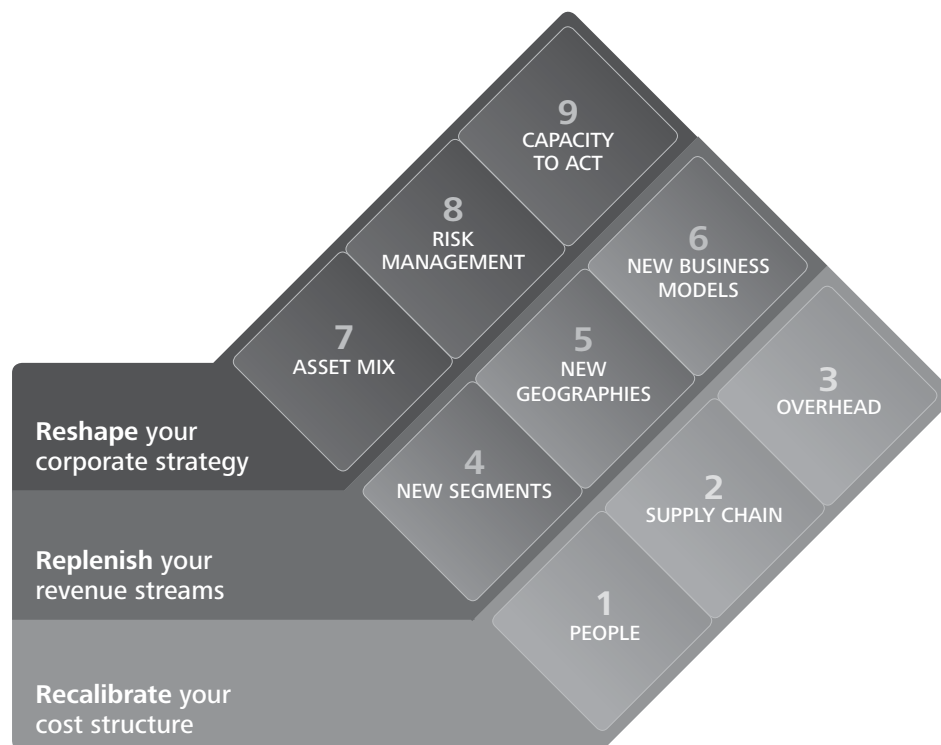 9
CAPACITY
TO ACT
8
RISK
MANAGEMENT
7
ASSET MIX
6
NEW BUSINESS
MODELS
5
NEW
GEOGRAPHIES
4
NEW SEGMENTS
3
OVERHEAD
2
SUPPLY CHAIN
1
PEOPLE
Reshape your
corporate strategy
Replenish your
revenue streams
Recalibrate your
cost structure